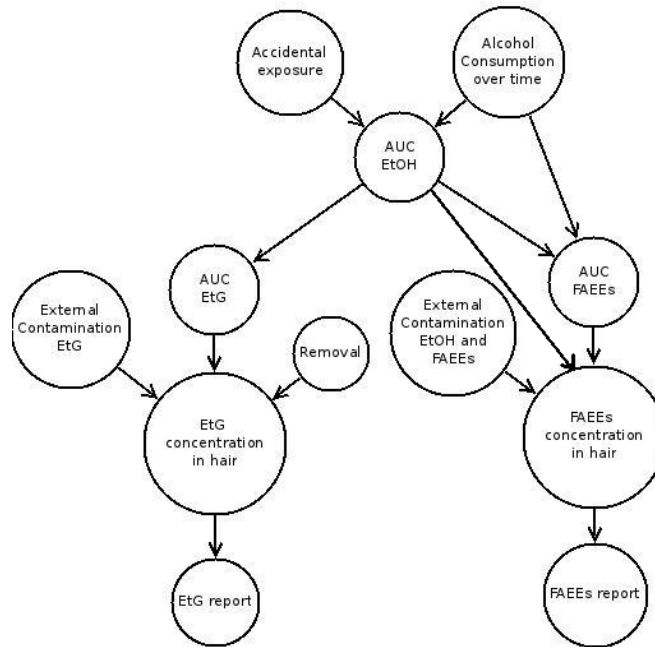 Accidental
exposure
Alcohol
Consumption
over time
AUC
EtOH
AUC
EtG
AUC
FAEEs
External
Contamination
EtG
Removal
External
Contamination
EtOH and
FAEEs
EtG
concentration
in hair
FAEEs
concentration
in hair
EtG report
FAEEs report